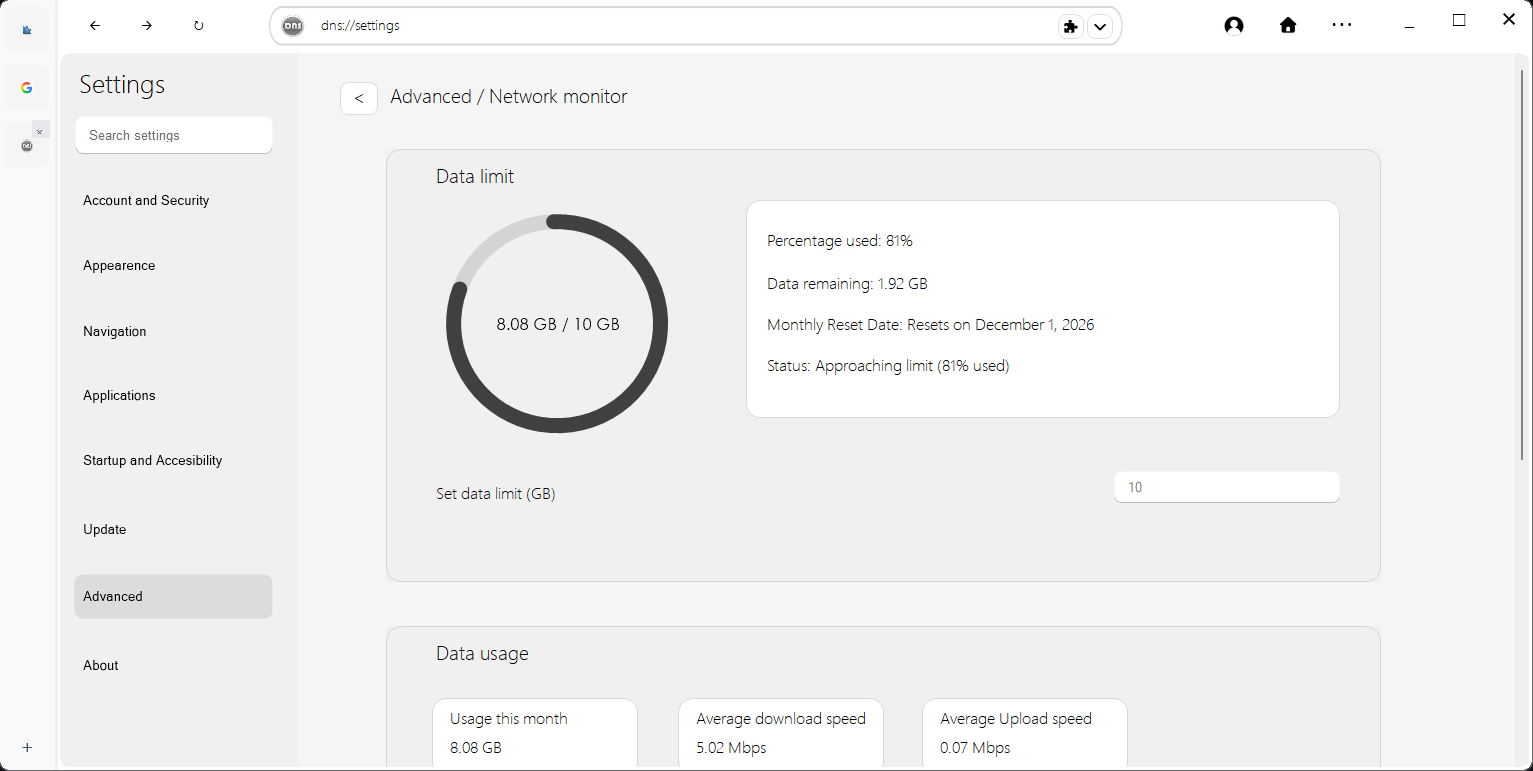 DNS
dns://settings
Settings
Search settings
Account and Security
Appearence
Navigation
Applications
Startup and Accesibility
Update
Advanced
About
<
Advanced / Network monitor
Data limit
8.08 GB / 10 GB
Percentage used: 81%
Data remaining: 1.92 GB
Monthly Reset Date: Resets on December 1, 2026
Status: Approaching limit (81% used)
Set data limit (GB)
10
Data usage
Usage this month
8.08 GB
Average download speed
5.02 Mbps
Average Upload speed
0.07 Mbps